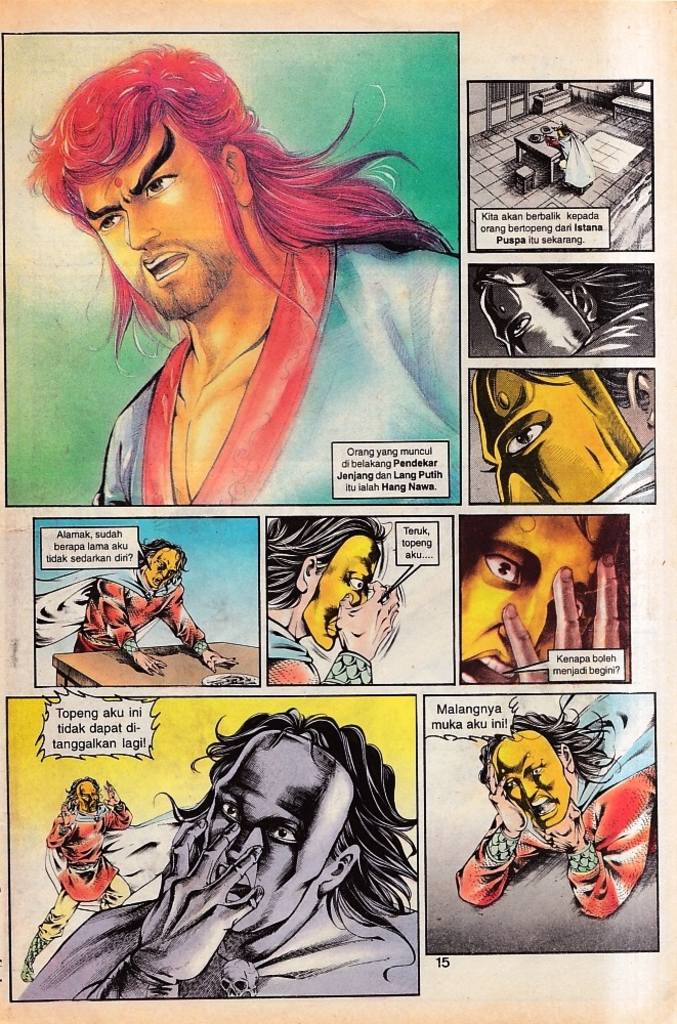 Orang yang muncul
di belakang Pendekar
Jenjang dan Lang Putih
itu ialah Hang Nawa.
Kita akan berbalik kepada
orang bertopeng dari Istana
Puspa itu sekarang.
Alamak, sudah
berapa lama aku
tidak sedarkan diri?
Teruk,
topeng
aku....
Kenapa boleh
menjadi begini?
Topeng aku ini
tidak dapat di-
tanggalkan lagi!
Malangnya
muka aku ini!
15